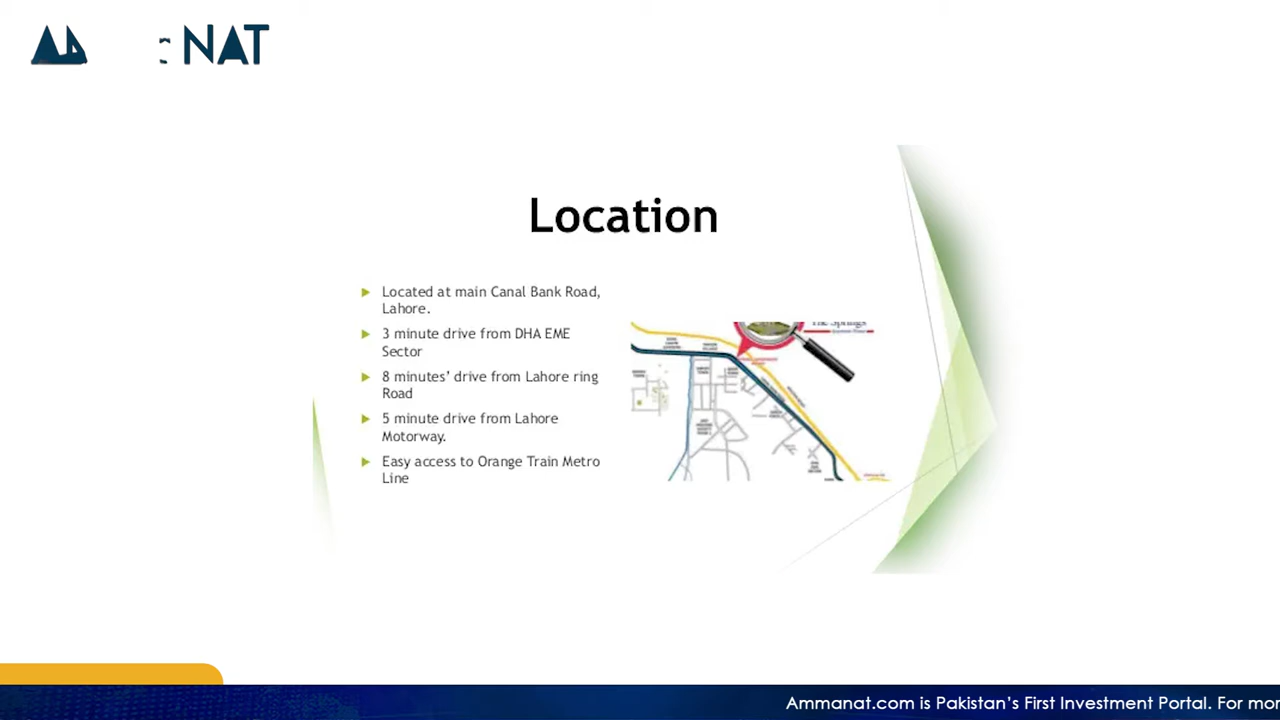 NAT
Location
Located at main Canal Bank Road,
Lahore.
3 minute drive from DHA EME
Sector
8 minutes’ drive from Lahore ring
Road
5 minute drive from Lahore
Motorway.
Easy access to Orange Train Metro
Line
The Springs
Ammanat.com is Pakistan’s First Investment Portal. For mor